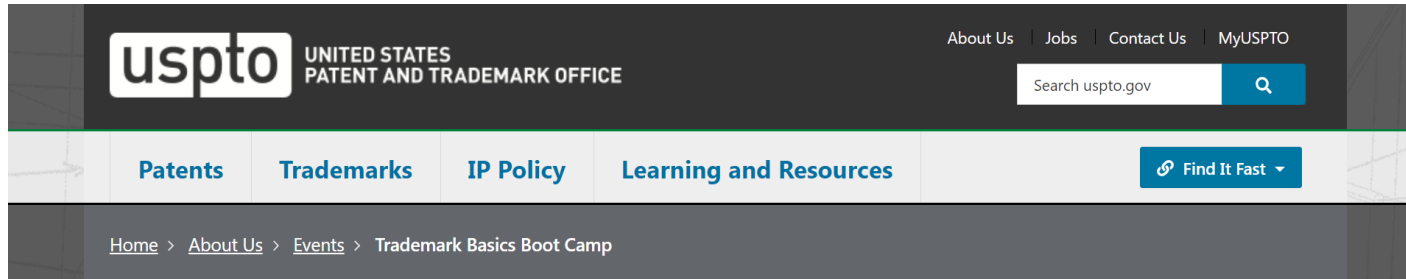 uspto UNITED STATES
PATENT AND TRADEMARK OFFICE
About Us Jobs Contact Us MyUSPTO
Search uspto.gov
Patents Trademarks IP Policy Learning and Resources Find It Fast
Home > About Us > Events > Trademark Basics Boot Camp